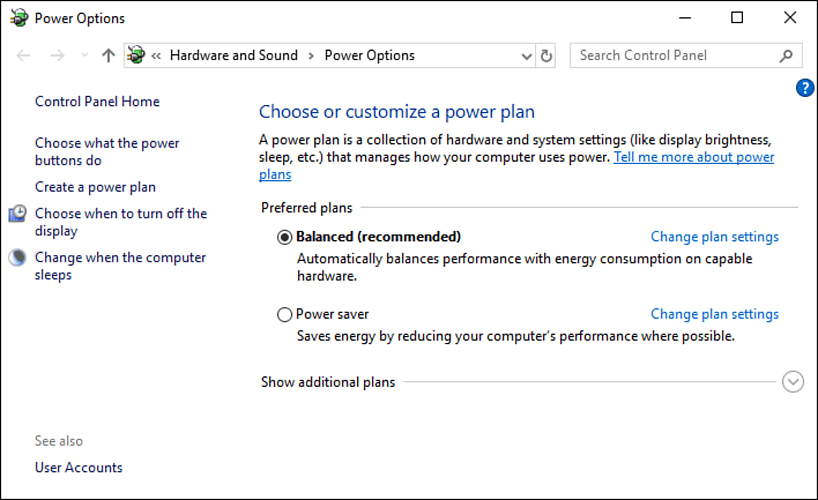 Power Options
« Hardware and Sound > Power Options
Search Control Panel
?
Control Panel Home
Choose what the power
buttons do
Create a power plan
Choose when to turn off the
display
Change when the computer
sleeps
See also
User Accounts
Choose or customize a power plan
A power plan is a collection of hardware and system settings (like display brightness,
sleep, etc.) that manages how your computer uses power. Tell me more about power
plans
Preferred plans
Balanced (recommended) Change plan settings
Automatically balances performance with energy consumption on capable
hardware.
Power saver Change plan settings
Saves energy by reducing your computer's performance where possible.
Show additional plans